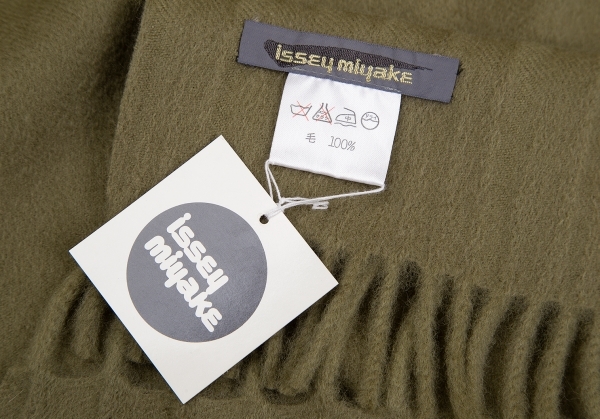 issey miyake
毛 100%
issey
miyake